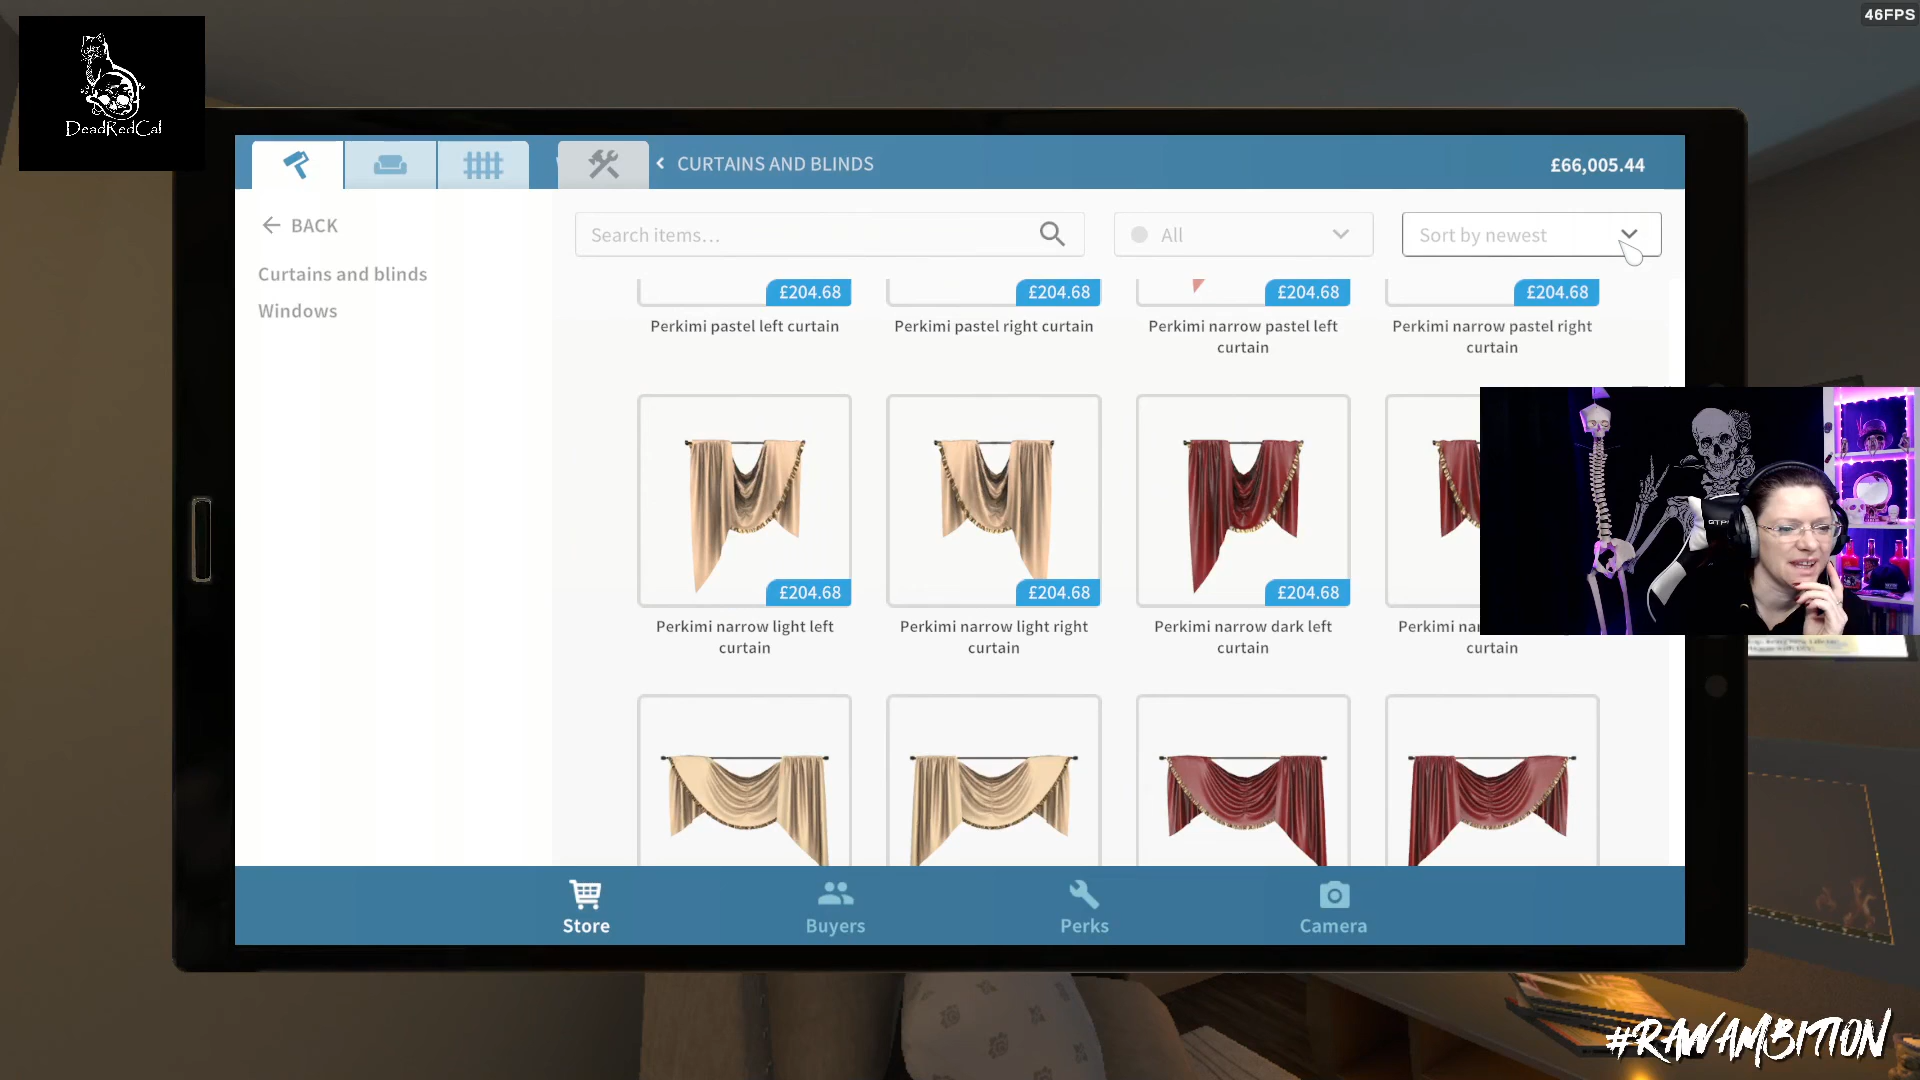 46FPS
DeadRedCal
CURTAINS AND BLINDS
£66,005.44
BACK
Search items...
All
Sort by newest
Curtains and blinds
Windows
£204.68
£204.68
£204.68
£204.68
Perkimi pastel left curtain
Perkimi pastel right curtain
Perkimi narrow pastel left
curtain
Perkimi narrow pastel right
curtain
£204.68
£204.68
£204.68
Perkimi narrow light left
curtain
Perkimi narrow light right
curtain
Perkimi narrow dark left
curtain
Perkimi
curtain
Store
Buyers
Perks
Camera
#RAWAMBITION